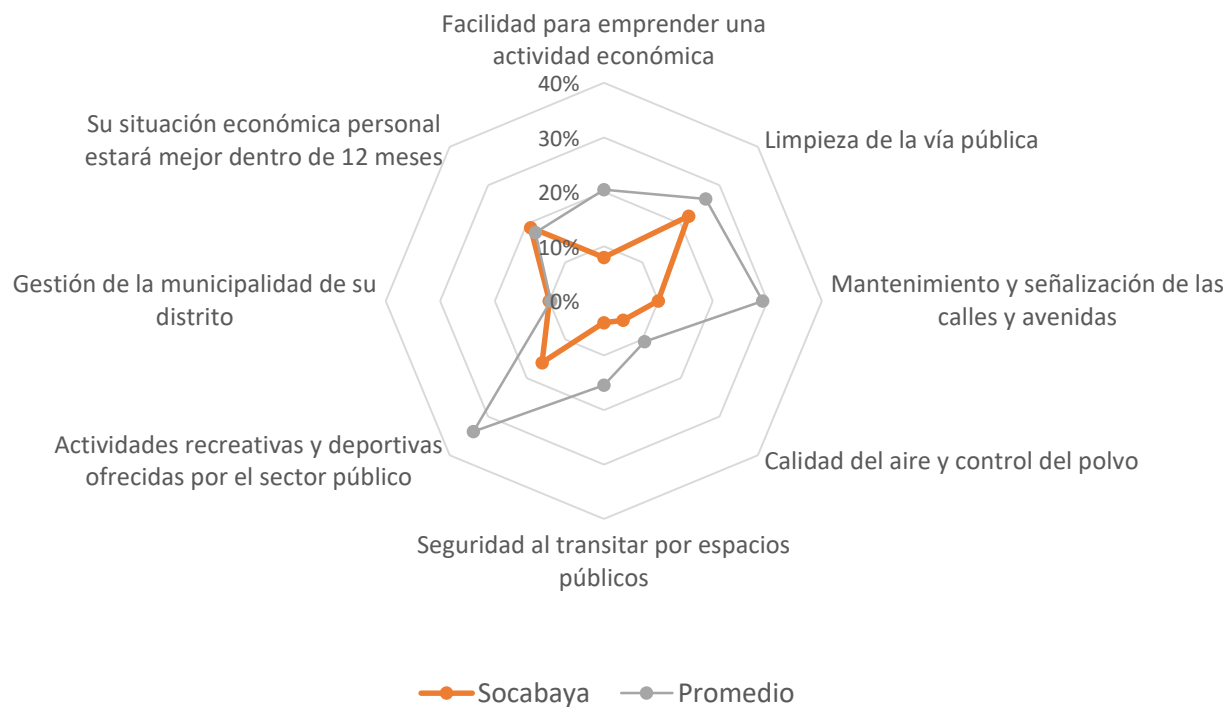 Facilidad para emprender una
actividad económica
40%
30%
20%
10%
0%
Limpieza de la vía pública
Mantenimiento y señalización de las
calles y avenidas
Calidad del aire y control del polvo
Seguridad al transitar por espacios
públicos
Actividades recreativas y deportivas
ofrecidas por el sector público
Gestión de la municipalidad de su
distrito
Su situación económica personal
estará mejor dentro de 12 meses
Socabaya
Promedio